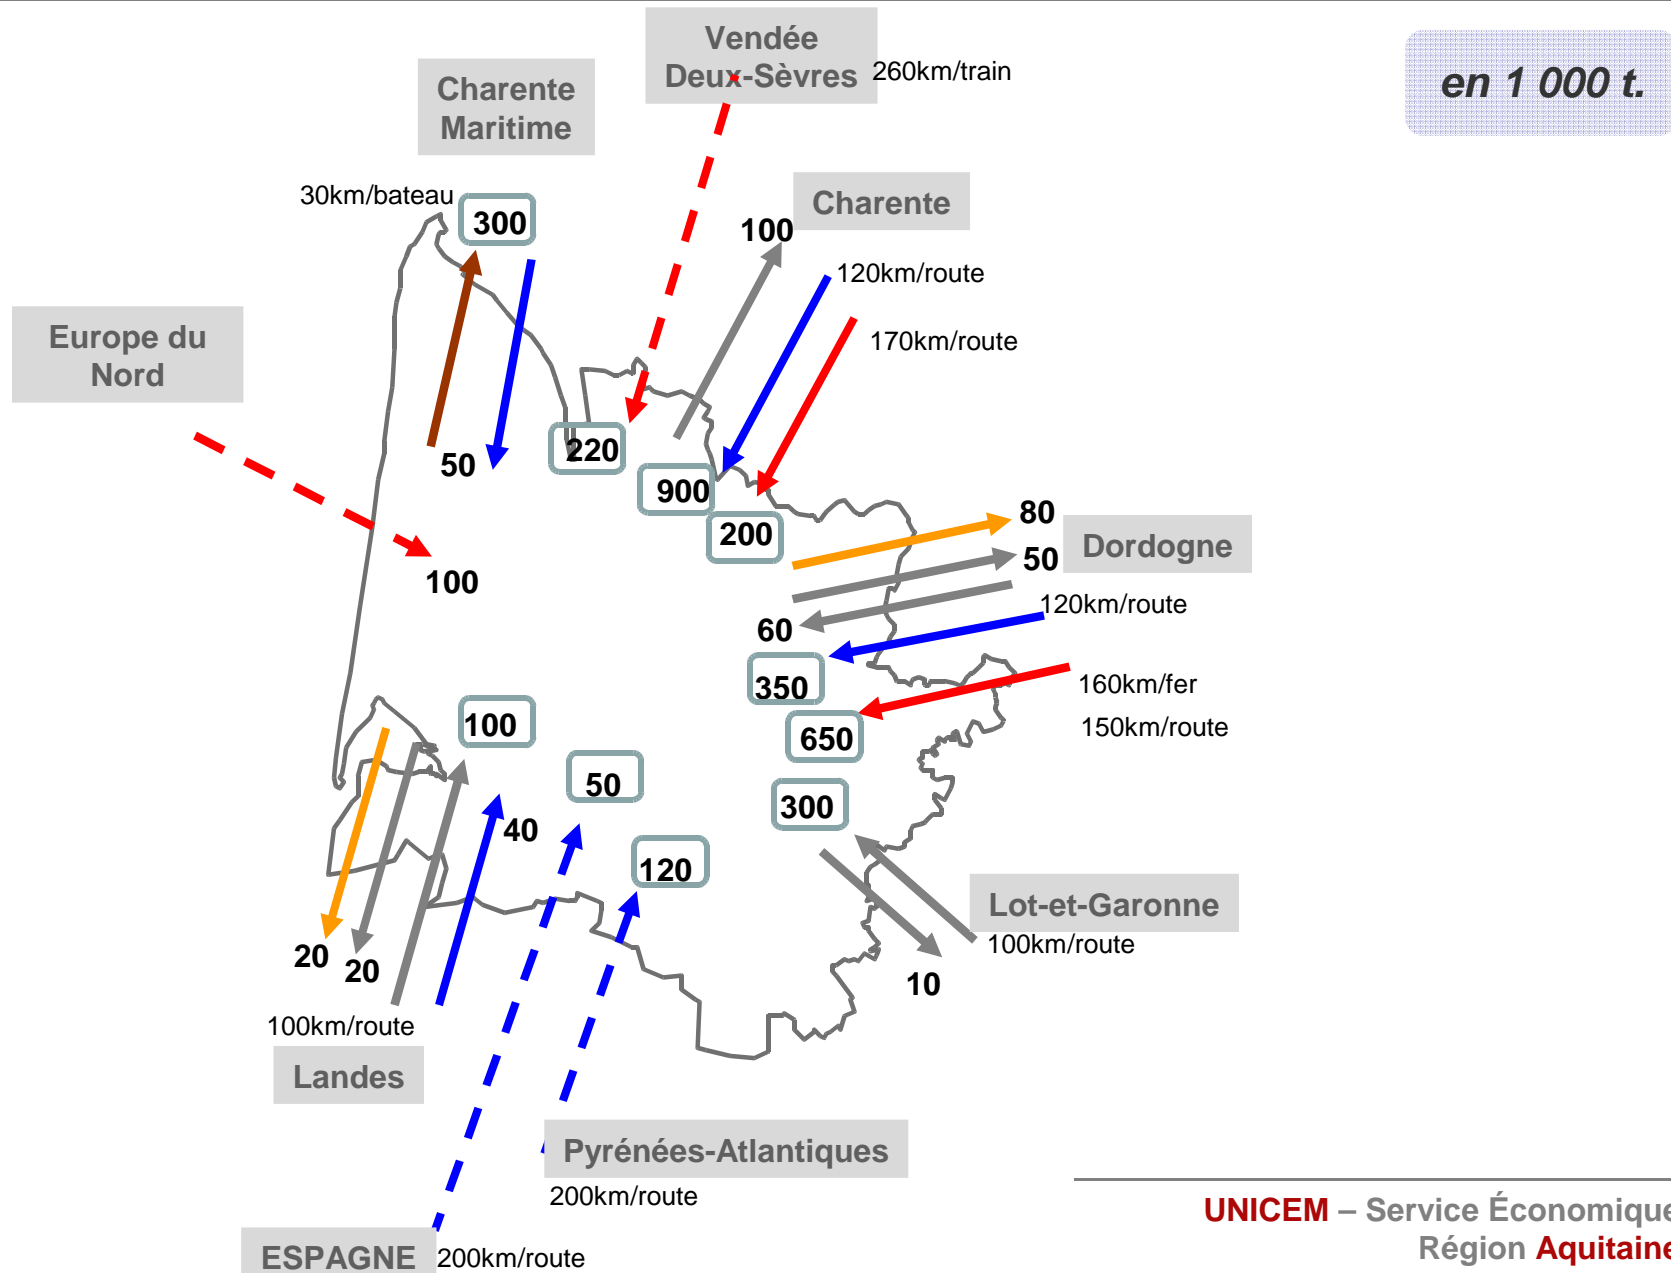 Vendée
Deux-Sèvres
260km/train
en 1 000 t.
Charente
Maritime
30km/bateau
300
Charente
100
120km/route
170km/route
Europe du
Nord
50
220
900
200
80
Dordogne
50
120km/route
100
60
350
160km/fer
150km/route
100
650
50
300
40
120
Lot-et-Garonne
100km/route
20
20
10
100km/route
Landes
Pyrénées-Atlantiques
200km/route
ESPAGNE
200km/route
UNICEM – Service Économique
Région Aquitaine